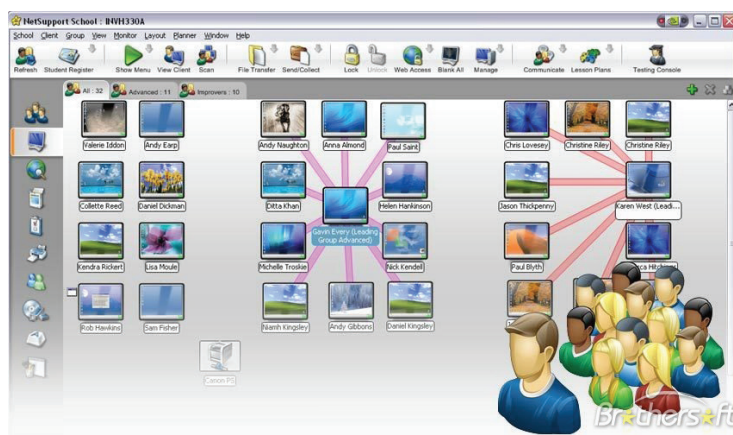 NetSupport School : INVH330A
School Client Group View Monitor Layout Planner Window Help
Refresh Student Register Show Menu View Client Scan File Transfer Send/Collect Lock Unlock Web Access Blank All Manage Communicate Lesson Plans Testing Console
All : 32 Advanced : 11 Improvers : 10
Valerie Iddon Andy Earp Andy Naughton Anna Almond Paul Saint Chris Lovesey Christine Riley Christine Riley
Collette Reed Daniel Dickman Ditta Khan Helen Hankinson Jason Thickpenny Karen West (Leadi...
Gavin Every (Leading
Group Advanced)
Kendra Rickert Lisa Moule Michelle Troskie Nick Kendell Paul Blyth
Rob Hawkins Sam Fisher Niamh Kingsley Andy Gibbons Daniel Kingsley
Canon PS
Brothersoft